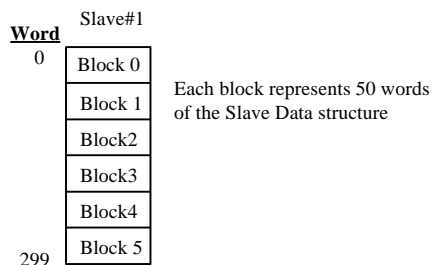 Slave#1
Word
0
Block 0
Block 1
Each block represents 50 words
of the Slave Data structure
Block2
Block3
Block4
Block 5
299